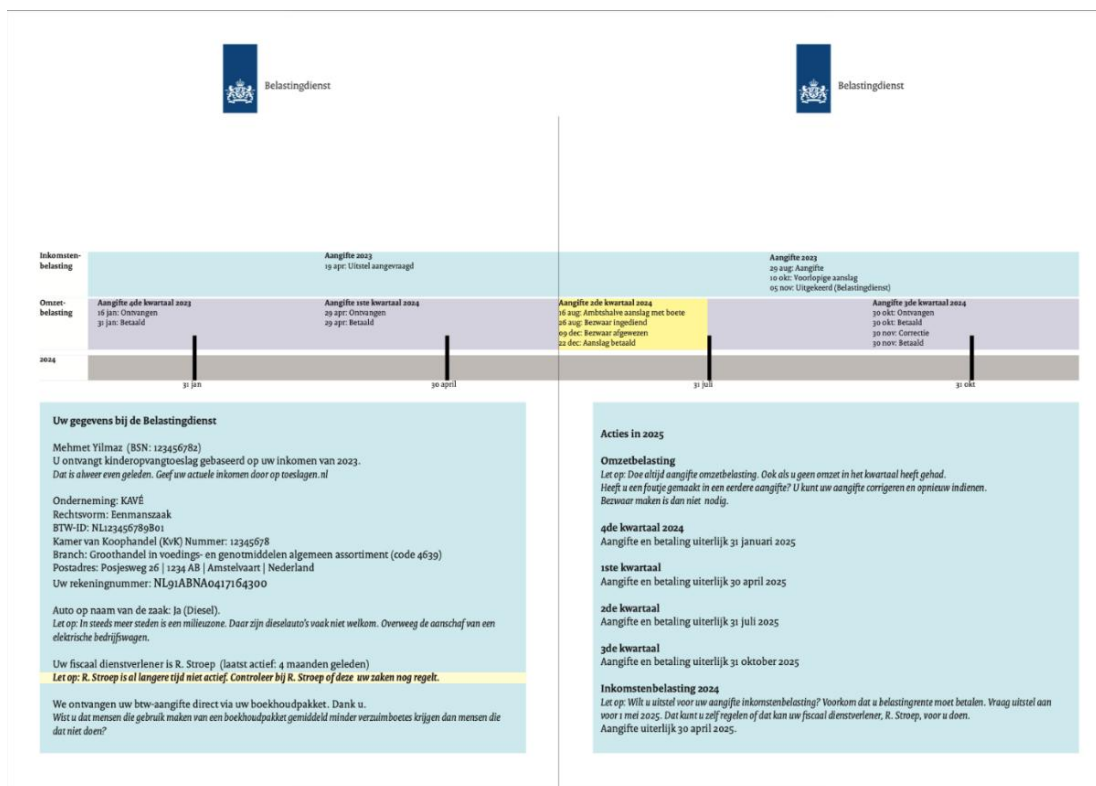 Belastingdienst
Belastingdienst
Inkomsten-
belasting
Aangifte 2023
19 apr: Uitstel aangevraagd
Aangifte 2023
29 aug: Aangifte
10 okt: Voorlopige aanslag
05 nov: Uitgekeerd (Belastingdienst)
Omzet-
belasting
Aangifte 4de kwartaal 2023
16 jan: Ontvangen
31 jan: Betaald
Aangifte 1ste kwartaal 2024
29 apr: Ontvangen
29 apr: Betaald
Aangifte 2de kwartaal 2024
16 aug: Ambtshalve aanslag met boete
26 aug: Bezwaar ingediend
09 dec: Bezwaar afgewezen
22 dec: Aanslag betaald
Aangifte 3de kwartaal 2024
30 okt: Ontvangen
30 okt: Betaald
30 nov: Correctie
30 nov: Betaald
2024
31 jan
30 april
31 juli
31 okt
Uw gegevens bij de Belastingdienst
Mehmet Yilmaz (BSN: 123456782)
U ontvangt kinderopvangtoeslag gebaseerd op uw inkomen van 2023.
Dat is alweer even geleden. Geef uw actuele inkomen door op toeslagen.nl
Onderneming: KAVÉ
Rechtsvorm: Eenmanszaak
BTW-ID: NL123456789B01
Kamer van Koophandel (KvK) Nummer: 12345678
Branch: Groothandel in voedings- en genotmiddelen algemeen assortiment (code 4639)
Postadres: Posjesweg 26 | 1234 AB | Amstelvaart | Nederland
Uw rekeningnummer: NL91ABNA0417164300
Auto op naam van de zaak: Ja (Diesel).
Let op: In steeds meer steden is een milieuzone. Daar zijn dieselauto's vaak niet welkom. Overweeg de aanschaf van een
elektrische bedrijfswagen.
Uw fiscaal dienstverlener is R. Stroep (laatst actief: 4 maanden geleden)
Let op: R. Stroep is al langere tijd niet actief. Controleer bij R. Stroep of deze uw zaken nog regelt.
We ontvangen uw btw-aangifte direct via uw boekhoudpakket. Dank u.
Wist u dat mensen die gebruik maken van een boekhoudpakket gemiddeld minder verzuimboetes krijgen dan mensen die
dat niet doen?
Acties in 2025
Omzetbelasting
Let op: Doe altijd aangifte omzetbelasting. Ook als u geen omzet in het kwartaal heeft gehad.
Heeft u een foutje gemaakt in een eerdere aangifte? U kunt uw aangifte corrigeren en opnieuw indienen.
Bezwaar maken is dan niet nodig.
4de kwartaal 2024
Aangifte en betaling uiterlijk 31 januari 2025
1ste kwartaal
Aangifte en betaling uiterlijk 30 april 2025
2de kwartaal
Aangifte en betaling uiterlijk 31 juli 2025
3de kwartaal
Aangifte en betaling uiterlijk 31 oktober 2025
Inkomstenbelasting 2024
Let op: Wilt u uitstel voor uw aangifte inkomstenbelasting? Voorkom dat u belastingrente moet betalen. Vraag uitstel aan
voor 1 mei 2025. Dat kunt u zelf regelen of dat kan uw fiscaal dienstverlener, R. Stroep, voor u doen.
Aangifte uiterlijk 30 april 2025.